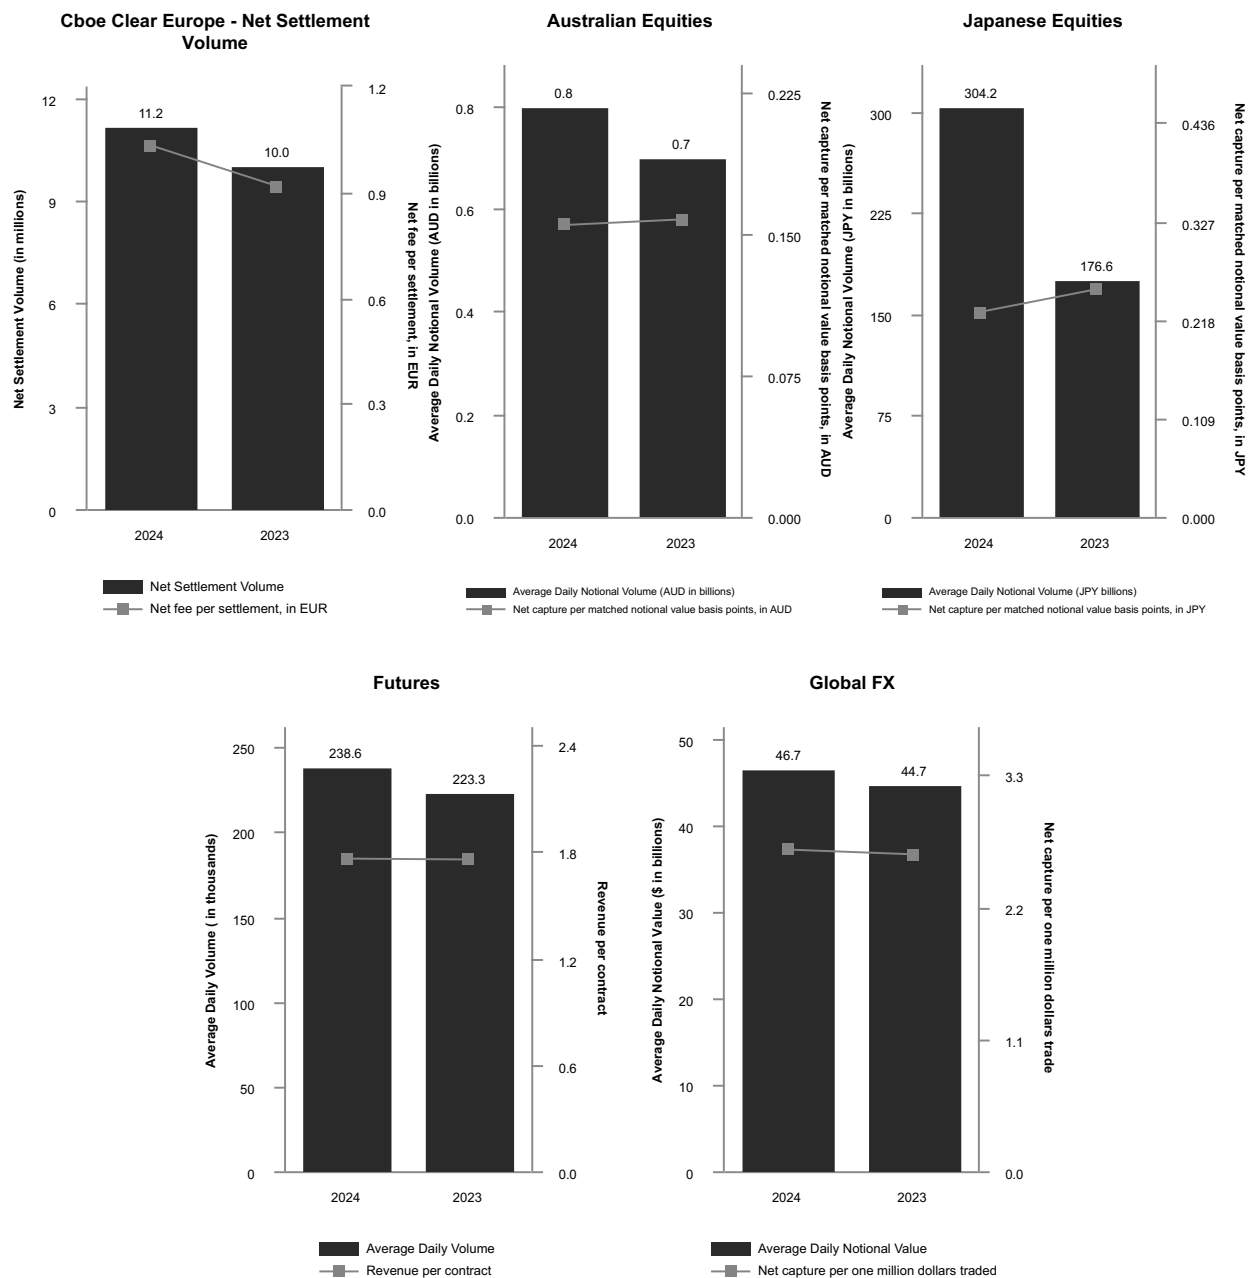 Cboe Clear Europe - Net Settlement
Volume
Net Settlement Volume (in millions)
12
9
6
3
0
11.2
10.0
1.2
0.9
0.6
0.3
0.0
Net fee per settlement, in EUR
2024
2023
Net Settlement Volume
Net fee per settlement, in EUR
Australian Equities
Average Daily Notional Volume (AUD in billions)
0.8
0.6
0.4
0.2
0.0
0.8
0.7
0.225
0.150
0.075
0.000
Net capture per matched notional value basis points, in AUD
2024
2023
Average Daily Notional Volume (AUD in billions)
Net capture per matched notional value basis points, in AUD
Japanese Equities
Average Daily Notional Volume (JPY in billions)
300
225
150
75
0
304.2
176.6
0.436
0.327
0.218
0.109
0.000
Net capture per matched notional value basis points, in JPY
2024
2023
Average Daily Notional Volume (JPY billions)
Net capture per matched notional value basis points, in JPY
Futures
Average Daily Volume ( in thousands)
250
200
150
100
50
0
238.6
223.3
2.4
1.8
1.2
0.6
0.0
Revenue per contract
2024
2023
Average Daily Volume
Revenue per contract
Global FX
Average Daily Notional Value ($ in billions)
50
40
30
20
10
0
46.7
44.7
3.3
2.2
1.1
0.0
Net capture per one million dollars trade
2024
2023
Average Daily Notional Value
Net capture per one million dollars traded